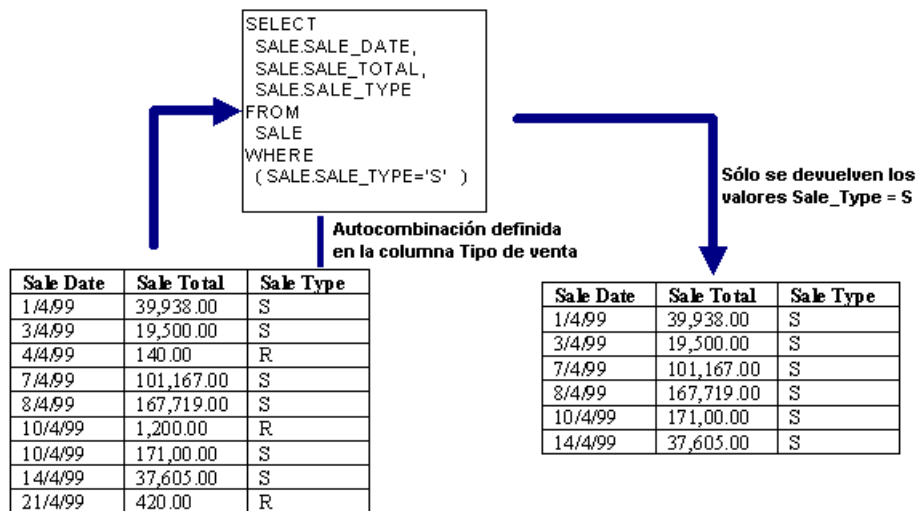 SELECT
SALE.SALE_DATE,
SALE.SALE_TOTAL,
SALE.SALE_TYPE
FROM
SALE
WHERE
( SALE.SALE_TYPE='S' )
Sólo se devuelven los
valores Sale_Type = S
Autocombinación definida
en la columna Tipo de venta
Sale Date Sale Total Sale Type
1/4/99 39,938.00 S
3/4/99 19,500.00 S
4/4/99 140.00 R
7/4/99 101,167.00 S
8/4/99 167,719.00 S
10/4/99 1,200.00 R
10/4/99 171,00.00 S
14/4/99 37,605.00 S
21/4/99 420.00 R
Sale Date Sale Total Sale Type
1/4/99 39,938.00 S
3/4/99 19,500.00 S
7/4/99 101,167.00 S
8/4/99 167,719.00 S
10/4/99 171,00.00 S
14/4/99 37,605.00 S